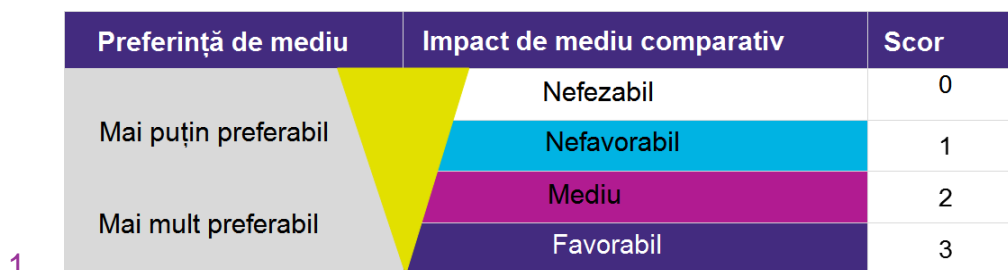 Preferință de mediu Impact de mediu comparativ Scor
Nefezabil 0
Mai puțin preferabil Nefavorabil 1
Mediu 2
Mai mult preferabil Favorabil 3
1